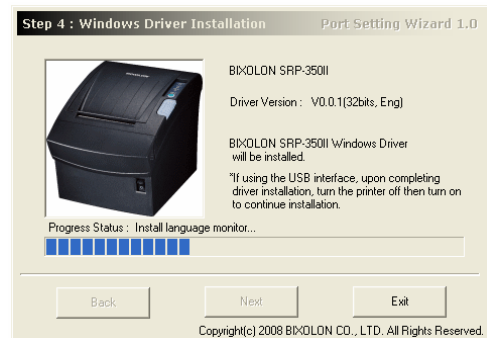 Step 4 : Windows Driver Installation
Port Setting Wizard 1.0
BIXOLON SRP-350II
Driver Version : V0.0.1(32bits, Eng)
BIXOLON SRP-350II Windows Driver
will be installed.
*If using the USB interface, upon completing
driver installation, turn the printer off then turn on
to continue installation.
Progress Status : Install language monitor...
Back
Next
Exit
Copyright(c) 2008 BIXOLON CO., LTD. All Rights Reserved.